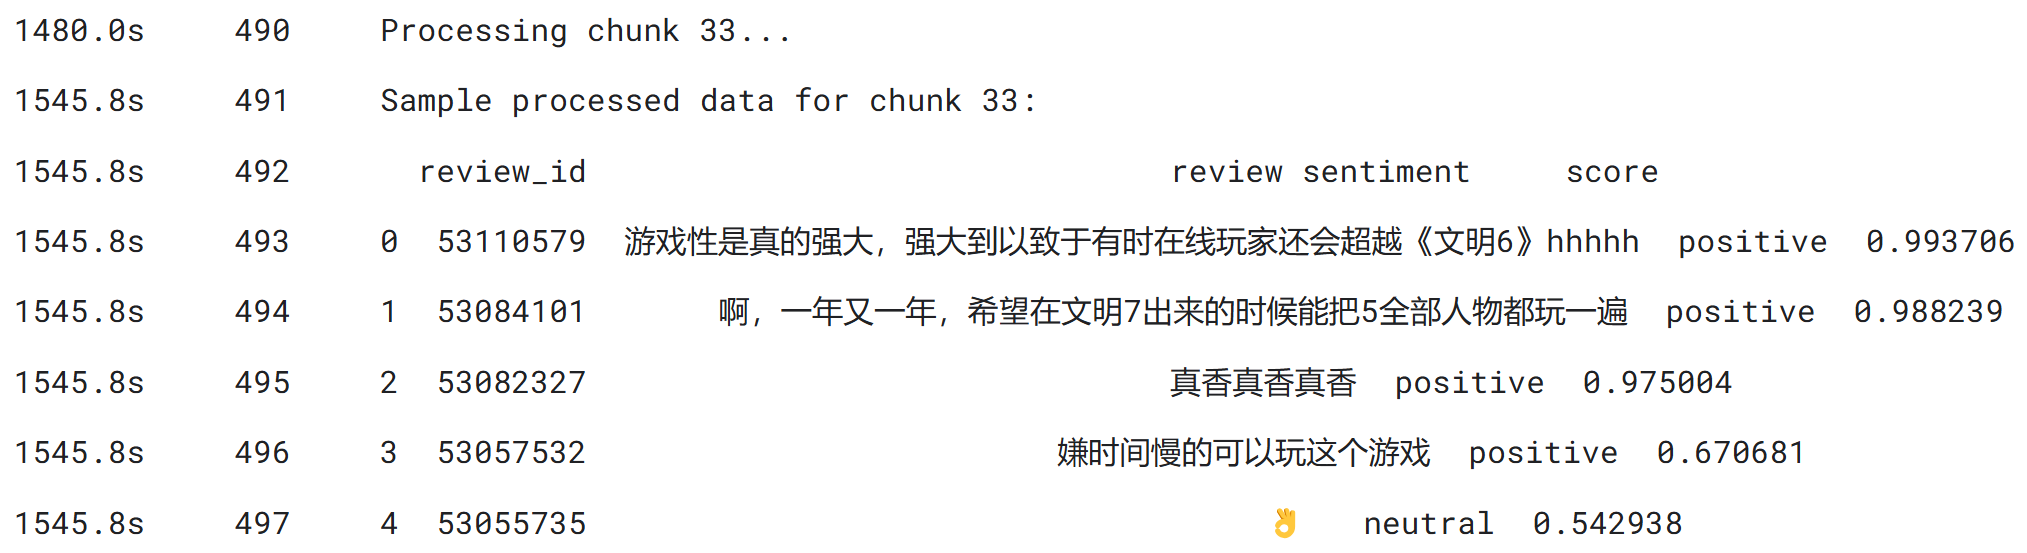 1480.0s 490 Processing chunk 33...
1545.8s 491 Sample processed data for chunk 33:
1545.8s 492 review_id review sentiment score
1545.8s 493 0 53110579 游戏性是真的强大，强大到以致于有时在线玩家还会超越《文明6》hhhhh positive 0.993706
1545.8s 494 1 53084101 啊，一年又一年，希望在文明7出来的时候能把5全部人物都玩一遍 positive 0.988239
1545.8s 495 2 53082327 真香真香真香 positive 0.975004
1545.8s 496 3 53057532 嫌时间慢的可以玩这个游戏 positive 0.670681
1545.8s 497 4 53055735 👌 neutral 0.542938